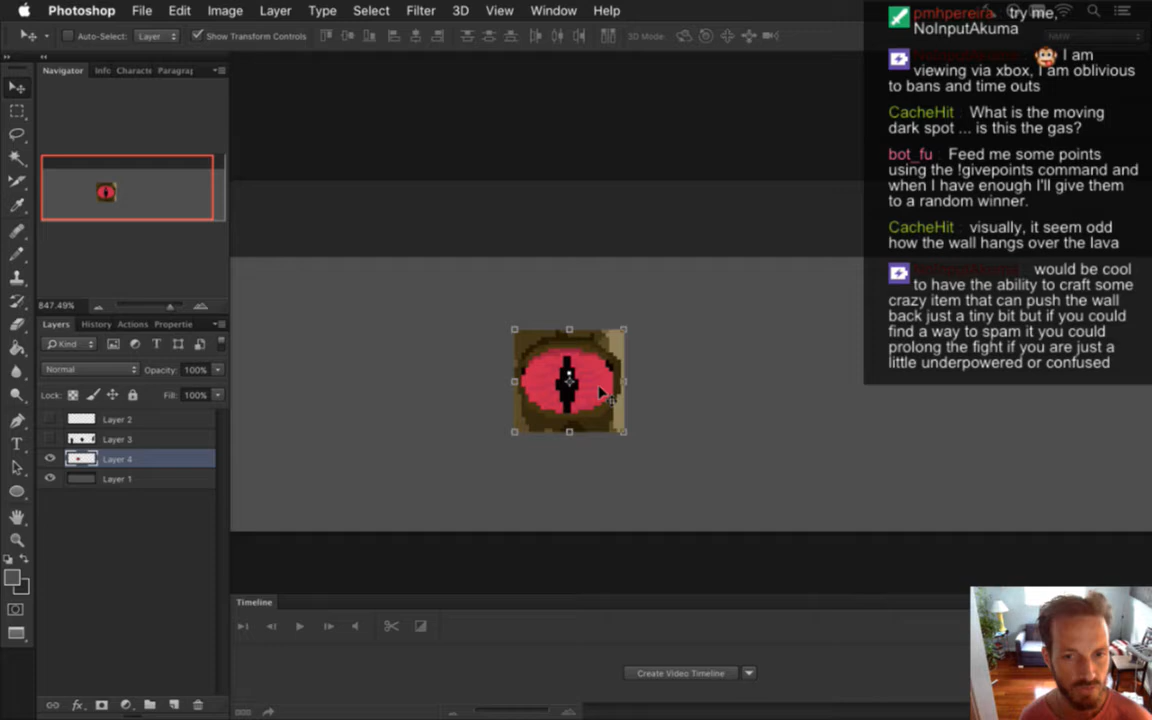 Photoshop File Edit Image Layer Type Select Filter 3D View Window Help
Auto-Select: Layer Show Transform Controls 3D Mode:
Navigator Info Characte Paragraj
847.49%
Layers History Actions Propertie
Kind
Normal Opacity: 100%
Lock: Fill: 100%
Layer 2
Layer 3
Layer 4
Layer 1
fx
Timeline
Create Video Timeline
pmhpereira try me,
NoInputAkuma
I am
viewing via xbox, I am oblivious
to bans and time outs
CacheHit : What is the moving
dark spot ... is this the gas?
bot_fu : Feed me some points
using the !givepoints command and
when I have enough I'll give them
to a random winner.
CacheHit : visually, it seem odd
how the wall hangs over the lava
would be cool
to have the ability to craft some
crazy item that can push the wall
back just a tiny bit but if you could
find a way to spam it you could
prolong the fight if you are just a
little underpowered or confused